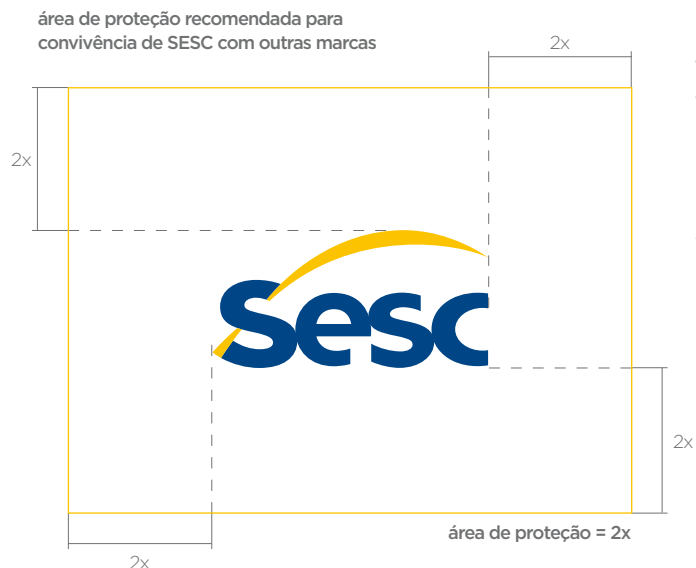 área de proteção recomendada para
convivência de SESC com outras marcas
2x
2x
Sesc
2x
área de proteção = 2x
2x